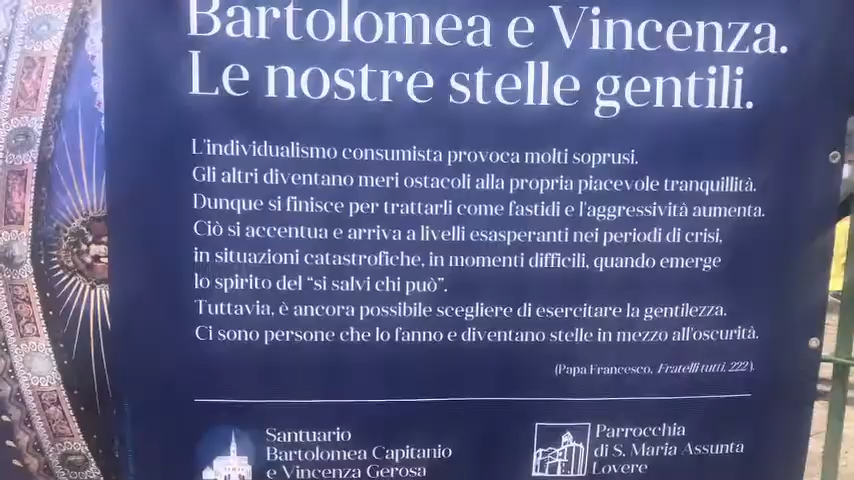 Bartolomea e Vincenza.
Le nostre stelle gentili.
L'individualismo consumista provoca molti soprusi.
Gli altri diventano meri ostacoli alla propria piacevole tranquillità.
Dunque si finisce per trattarli come fastidi e l'aggressività aumenta.
Ciò si accentua e arriva a livelli esasperanti nei periodi di crisi,
in situazioni catastrofiche, in momenti difficili, quando emerge
lo spirito del "si salvi chi può".
Tuttavia, è ancora possibile scegliere di esercitare la gentilezza.
Ci sono persone che lo fanno e diventano stelle in mezzo all'oscurità.
(Papa Francesco, Fratelli tutti, 222).
Santuario
Bartolomea Capitanio
e Vincenza Gerosa
Parrocchia
di S. Maria Assunta
Lovere